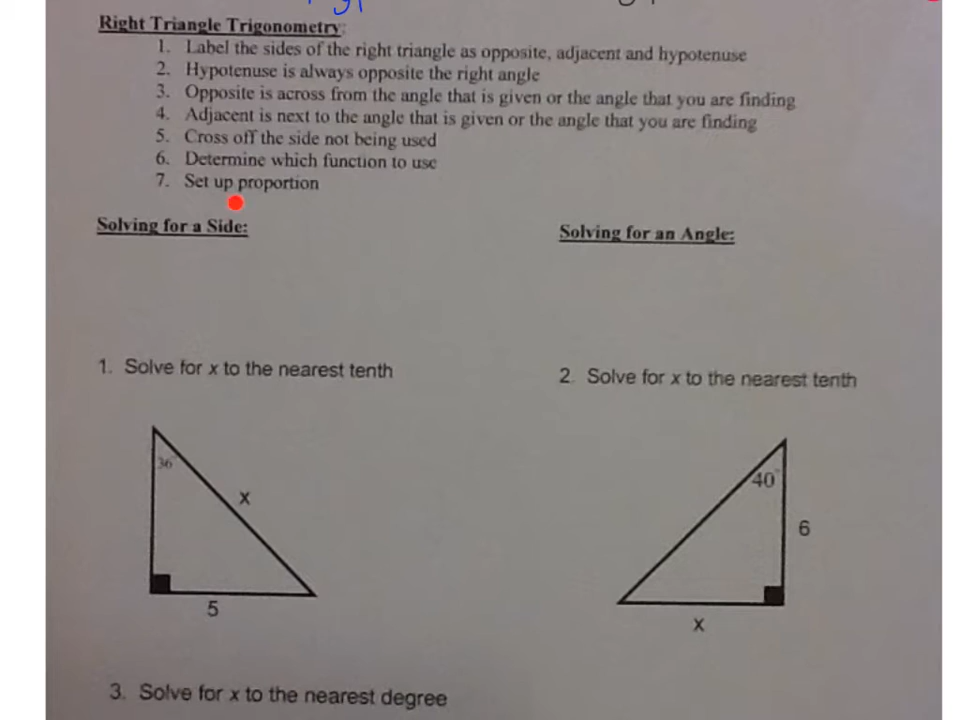 Right Triangle Trigonometry:
1. Label the sides of the right triangle as opposite, adjacent and hypotenuse
2. Hypotenuse is always opposite the right angle
3. Opposite is across from the angle that is given or the angle that you are finding
4. Adjacent is next to the angle that is given or the angle that you are finding
5. Cross off the side not being used
6. Determine which function to use
7. Set up proportion
Solving for a Side:
Solving for an Angle:
1. Solve for x to the nearest tenth
2. Solve for x to the nearest tenth
36°
x
5
40°
6
x
3. Solve for x to the nearest degree